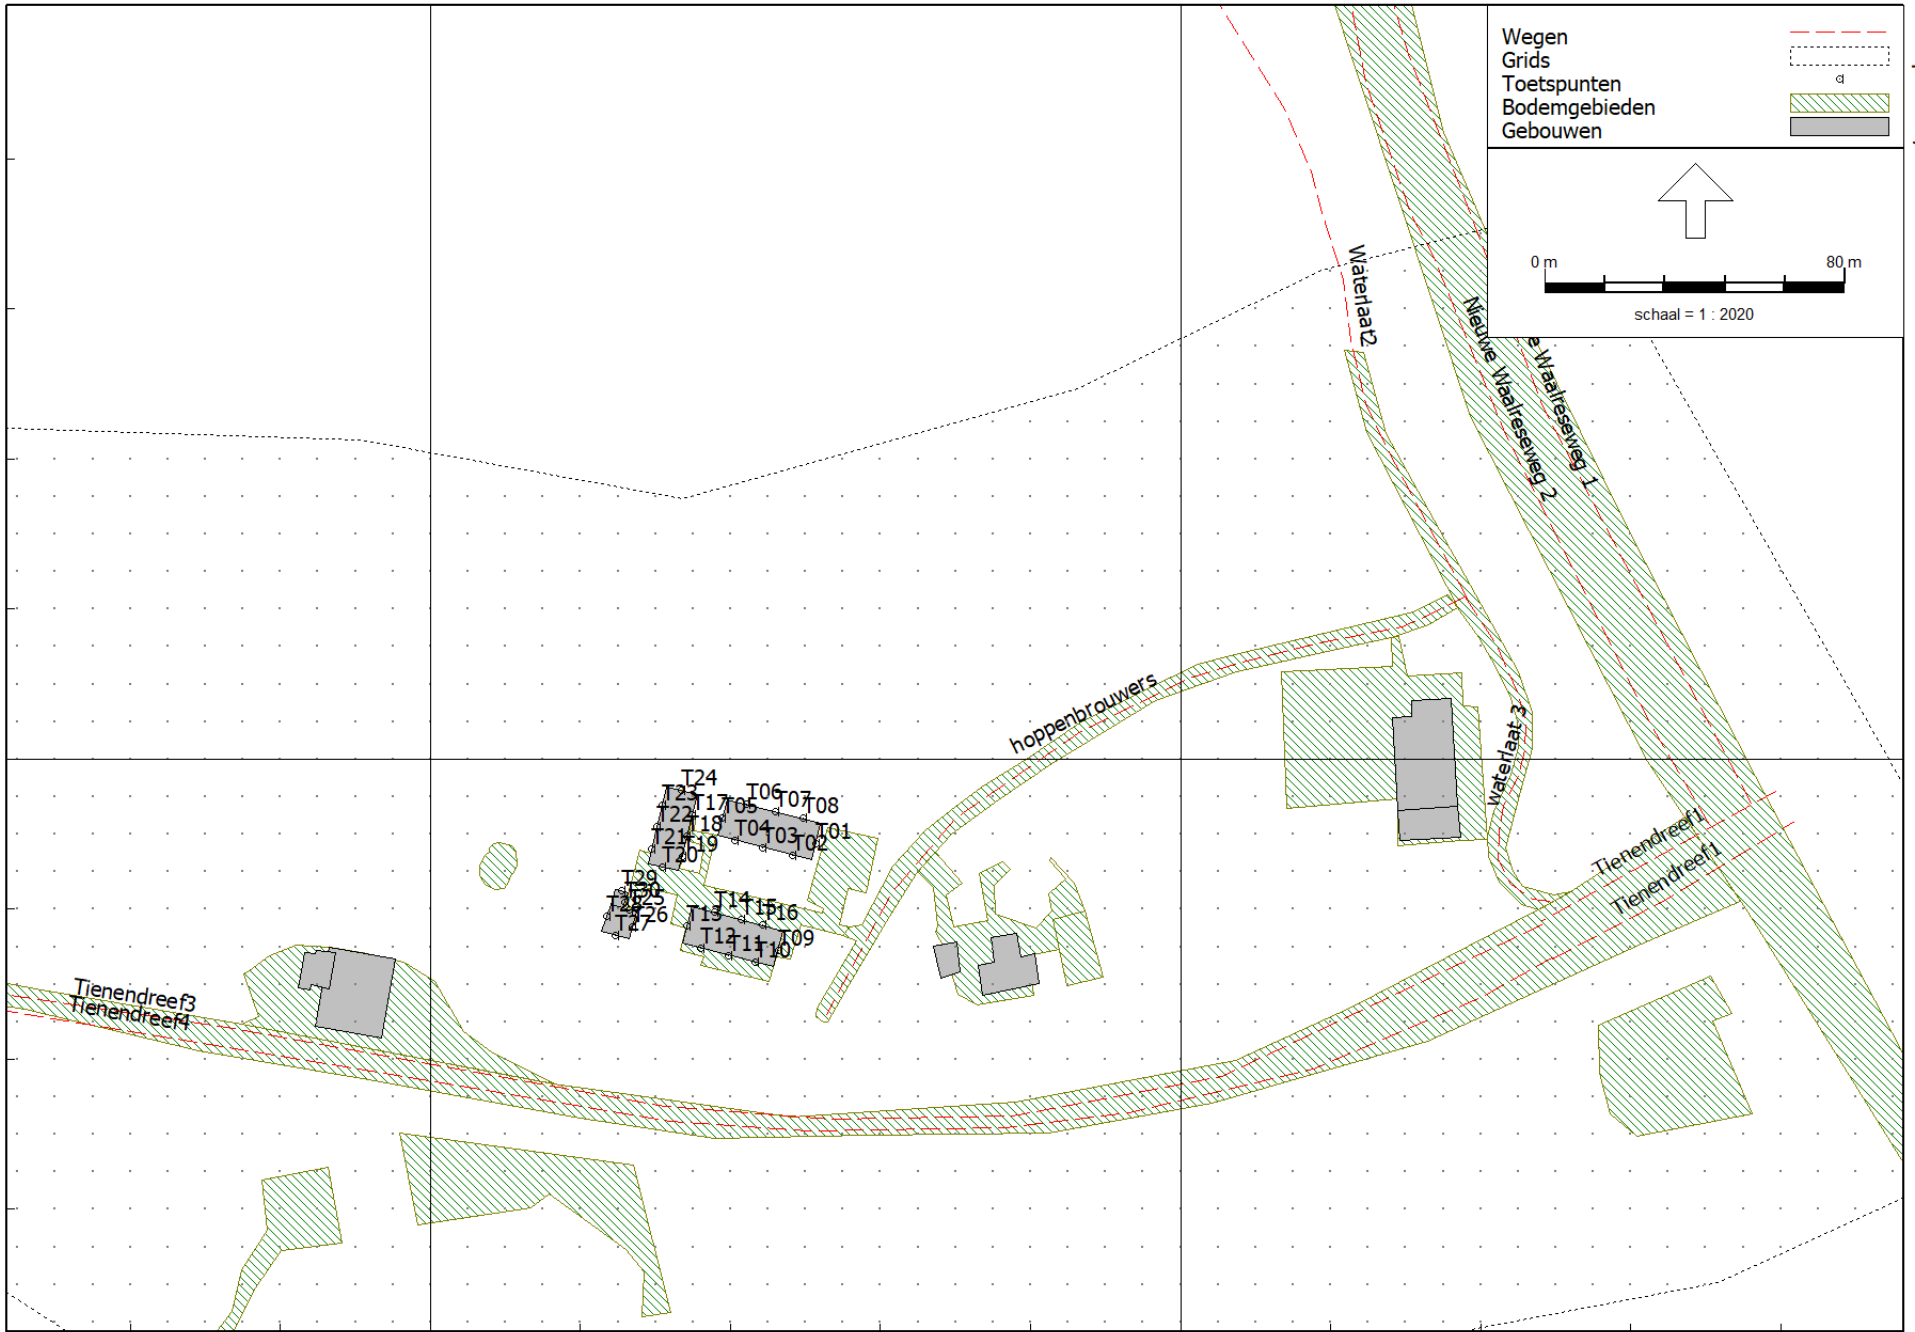 Wegen
Grids
Toetspunten
Bodemgebieden
Gebouwen
0 m
80 m
schaal = 1 : 2020
Waterlaat2
Nieuwe Waalreseweg 2
e Waalreseweg 1
hoppenbrouwers
waterlaat 3
Tienendreef1
Tienendreef1
T24
T23
T06
T17
T05
T07
T08
T22
T18
T04
T01
T21
T19
T03
T02
T20
T29
T30
T25
T28
T26
T27
T14
T13
T15
T16
T12
T11
T09
T10
Tienendreef3
Tienendreef4